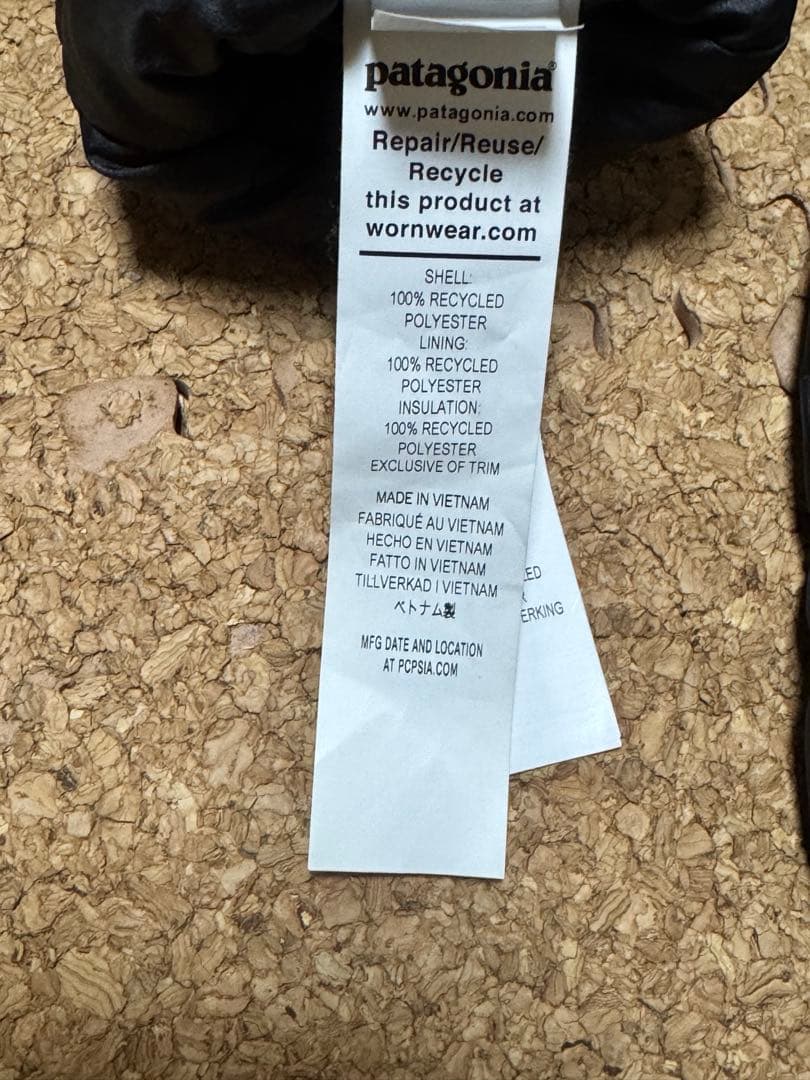 patagonia®
www.patagonia.com
Repair/Reuse/
Recycle
this product at
wornwear.com
SHELL:
100% RECYCLED
POLYESTER
LINING:
100% RECYCLED
POLYESTER
INSULATION:
100% RECYCLED
POLYESTER
EXCLUSIVE OF TRIM
MADE IN VIETNAM
FABRIQUÉ AU VIETNAM
HECHO EN VIETNAM
FATTO IN VIETNAM
TILLVERKAD I VIETNAM
ベトナム製
MFG DATE AND LOCATION
AT PCPSIA.COM